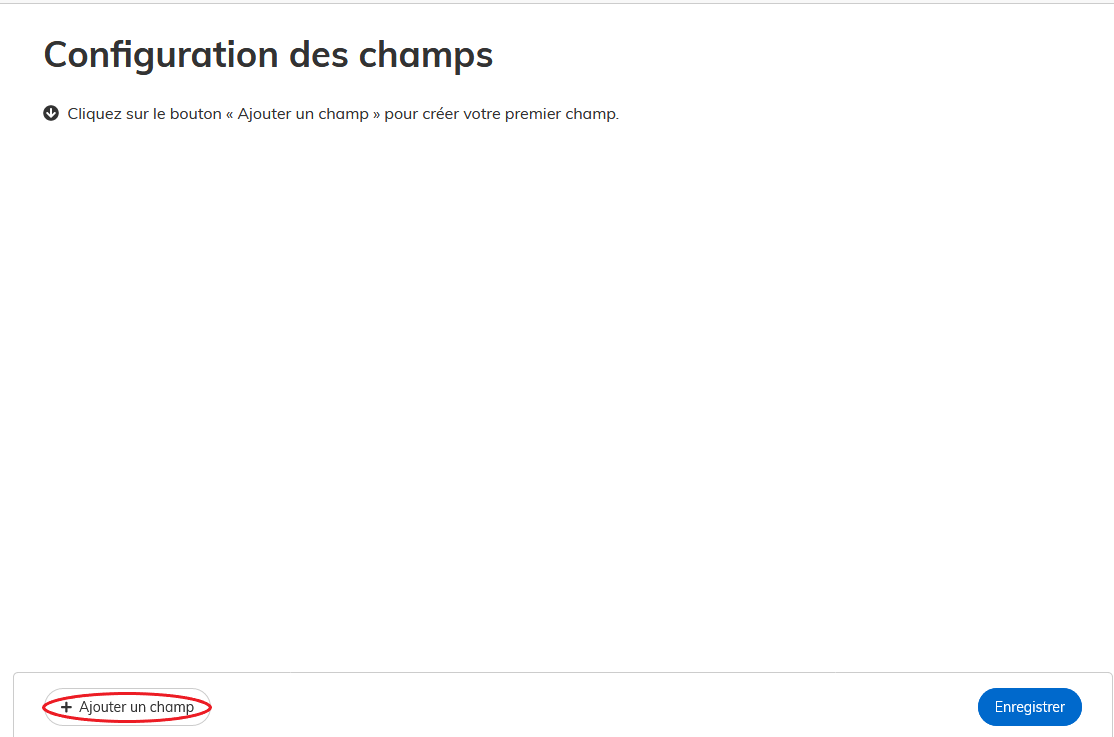 Configuration des champs
Cliquez sur le bouton « Ajouter un champ » pour créer votre premier champ.
+ Ajouter un champ
Enregistrer